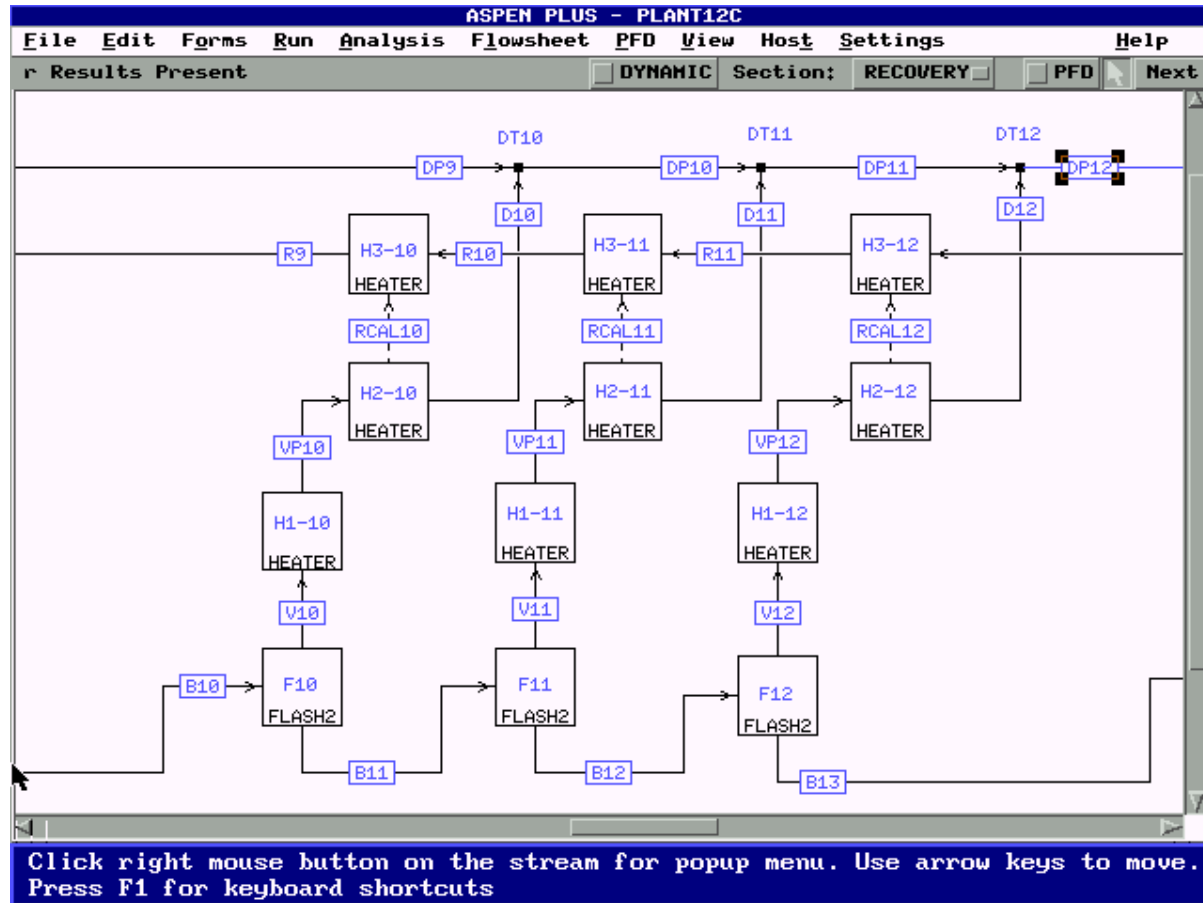 ASPEN PLUS - PLANT12C
File Edit Forms Run Analysis Flowsheet PFD View Host Settings Help
r Results Present DYNAMIC Section: RECOVERY PFD Next
DT10 DT11 DT12
DP9 DP10 DP11 DP12
D10 D11 D12
R9 H3-10 R10 H3-11 R11 H3-12
HEATER HEATER HEATER
RCAL10 RCAL11 RCAL12
H2-10 H2-11 H2-12
HEATER HEATER HEATER
VP10 VP11 VP12
H1-10 H1-11 H1-12
HEATER HEATER HEATER
V10 V11 V12
B10 F10 F11 F12
FLASH2 FLASH2 FLASH2
B11 B12 B13
Click right mouse button on the stream for popup menu. Use arrow keys to move.
Press F1 for keyboard shortcuts